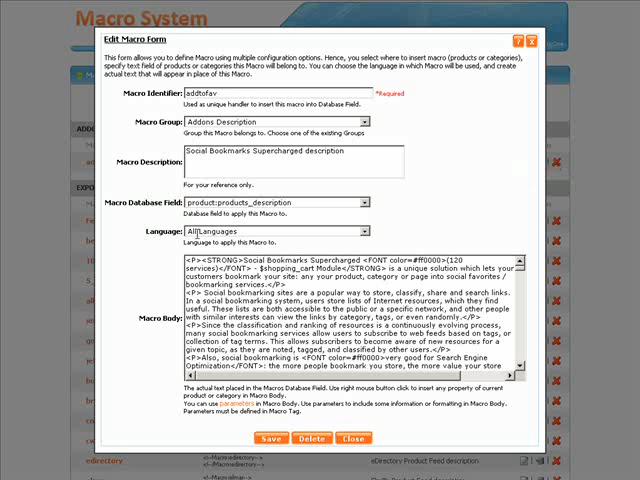 Macro System
Edit Macro Form
? x
This form allows you to define Macro using multiple configuration options. Hence, you select where to insert macro (products or categories),
specify text field of products or categories this Macro will belong to. You can choose the language in which Macro will be used, and create
actual text that will appear in place of this Macro.
Macro Identifier: addtofav *Required
Used as unique handler to insert this macro into Database Field.
Macro Group: Addons Description
Group this Macro belongs to. Choose one of the existing Groups
Macro Description: Social Bookmarks Supercharged description
For your reference only.
Macro Database Field: product:products_description
Database field to apply this Macro to.
Language: All Languages
Language to apply this Macro to.
Macro Body:
<P><STRONG>Social Bookmarks Supercharged <FONT color=#ff0000>(120
services)</FONT> - $shopping_cart Module</STRONG> is a unique solution which lets your
customers bookmark your site: any your product, category or page into social favorites /
bookmarking services.</P>
<P> Social bookmarking sites are a popular way to store, classify, share and search links.
In a social bookmarking system, users store lists of Internet resources, which they find
useful. These lists are both accessible to the public or a specific network, and other people
with similar interests can view the links by category, tags, or even randomly.</P>
<P>Since the classification and ranking of resources is a continuously evolving process,
many social bookmarking services allow users to subscribe to web feeds based on tags, or
collection of tag terms. This allows subscribers to become aware of new resources for a
given topic, as they are noted, tagged, and classified by other users.</P>
<P>Also, social bookmarking is <FONT color=#ff0000>very good for Search Engine
Optimization</FONT>: the more people bookmark you store, the more value your store
The actual text placed in the Macros Database Field. Use right mouse button click to insert any property of current
product or category in Macro Body.
You can use parameters in Macro Body. Use parameters to include some information or formatting in Macro Body.
Parameters must be defined in Macro Tag.
Save Delete Close
edirectory eDirectory Product Feed description